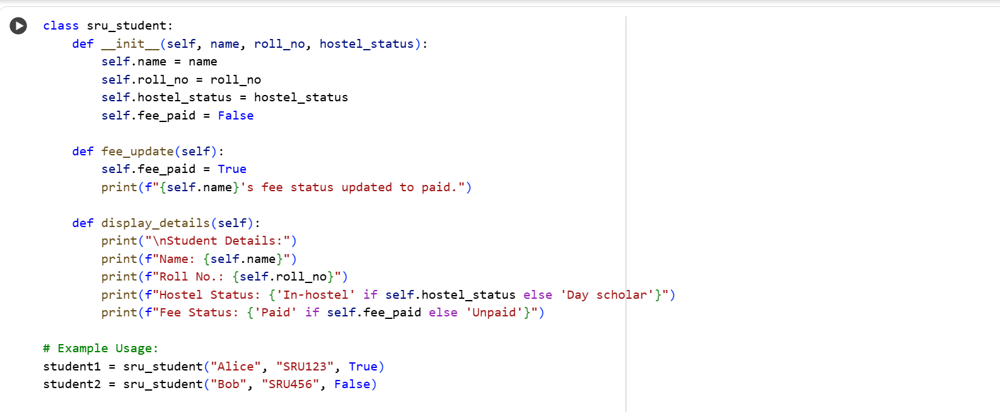 class sru_student:
    def __init__(self, name, roll_no, hostel_status):
        self.name = name
        self.roll_no = roll_no
        self.hostel_status = hostel_status
        self.fee_paid = False

    def fee_update(self):
        self.fee_paid = True
        print(f"{self.name}'s fee status updated to paid.")

    def display_details(self):
        print("\nStudent Details:")
        print(f"Name: {self.name}")
        print(f"Roll No.: {self.roll_no}")
        print(f"Hostel Status: {'In-hostel' if self.hostel_status else 'Day scholar'}")
        print(f"Fee Status: {'Paid' if self.fee_paid else 'Unpaid'}")

# Example Usage:
student1 = sru_student("Alice", "SRU123", True)
student2 = sru_student("Bob", "SRU456", False)